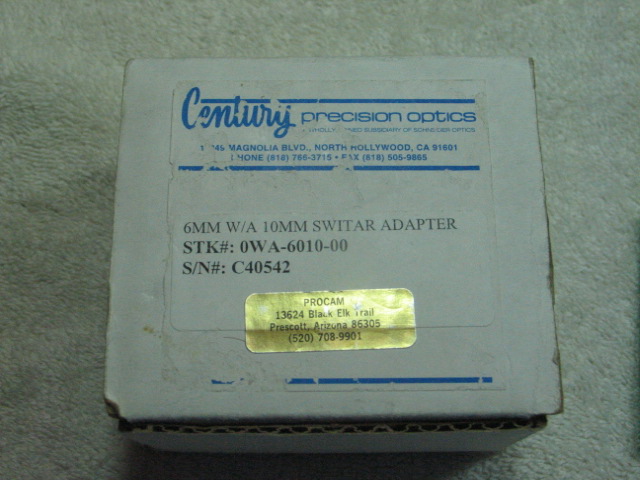 Century precision optics
SUBSIDIARY OF SCHNEIDER OPTICS
MAGNOLIA BLVD., NORTH HOLLYWOOD, CA 91601
PHONE (818) 766-3715 • FAX (818) 505-9865
6MM W/A 10MM SWITAR ADAPTER
STK#: 0WA-6010-00
S/N#: C40542
PROCAM
13624 Black Elk Trail
Prescott, Arizona 86305
(520) 708-9901